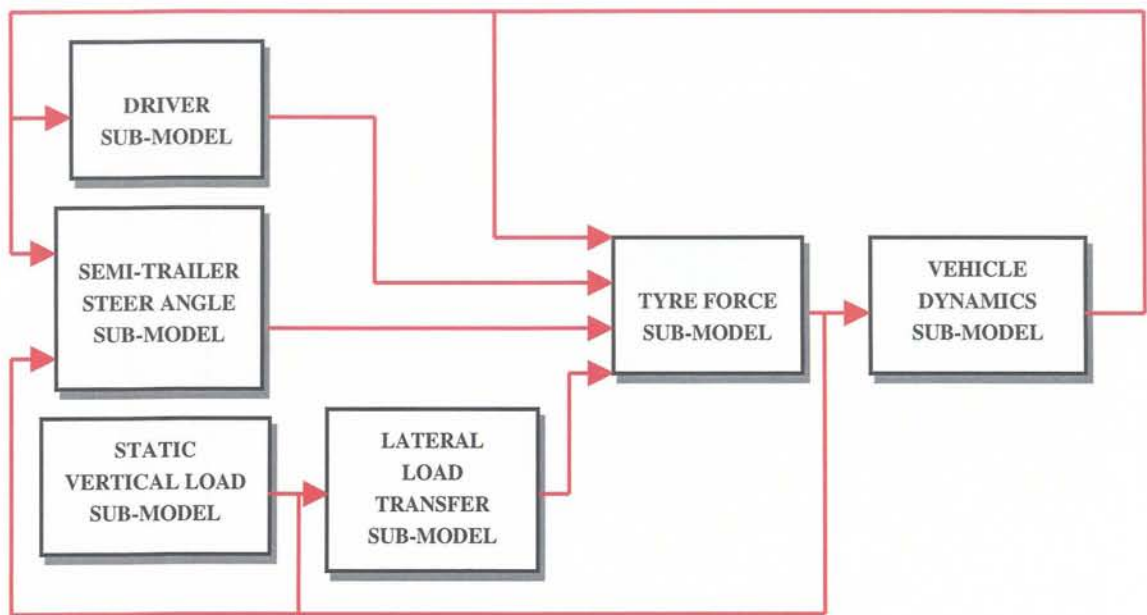 DRIVER
SUB-MODEL
SEMI-TRAILER
STEER ANGLE
SUB-MODEL
STATIC
VERTICAL LOAD
SUB-MODEL
LATERAL
LOAD
TRANSFER
SUB-MODEL
TYRE FORCE
SUB-MODEL
VEHICLE
DYNAMICS
SUB-MODEL